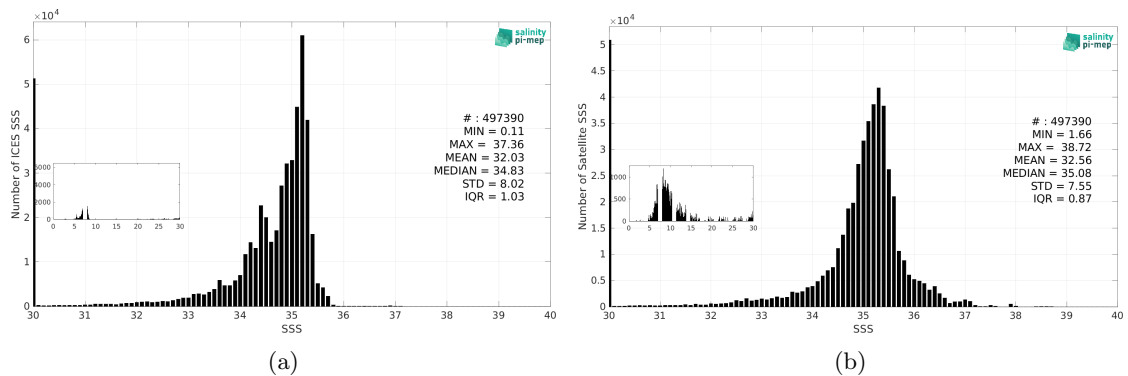 ×10⁴
6
5
4
3
2
1
0
Number of ICES SSS
6000
4000
2000
0
0 5 10 15 20 25 30
salinity
pi-mep
# : 497390
MIN = 0.11
MAX = 37.36
MEAN = 32.03
MEDIAN = 34.83
STD = 8.02
IQR = 1.03
30 31 32 33 34 35 36 37 38 39 40
SSS
(a)
×10⁴
5
4.5
4
3.5
3
2.5
2
1.5
1
0.5
0
Number of Satellite SSS
2000
1500
1000
500
0
0 5 10 15 20 25 30
salinity
pi-mep
# : 497390
MIN = 1.66
MAX = 38.72
MEAN = 32.56
MEDIAN = 35.08
STD = 7.55
IQR = 0.87
30 31 32 33 34 35 36 37 38 39 40
SSS
(b)